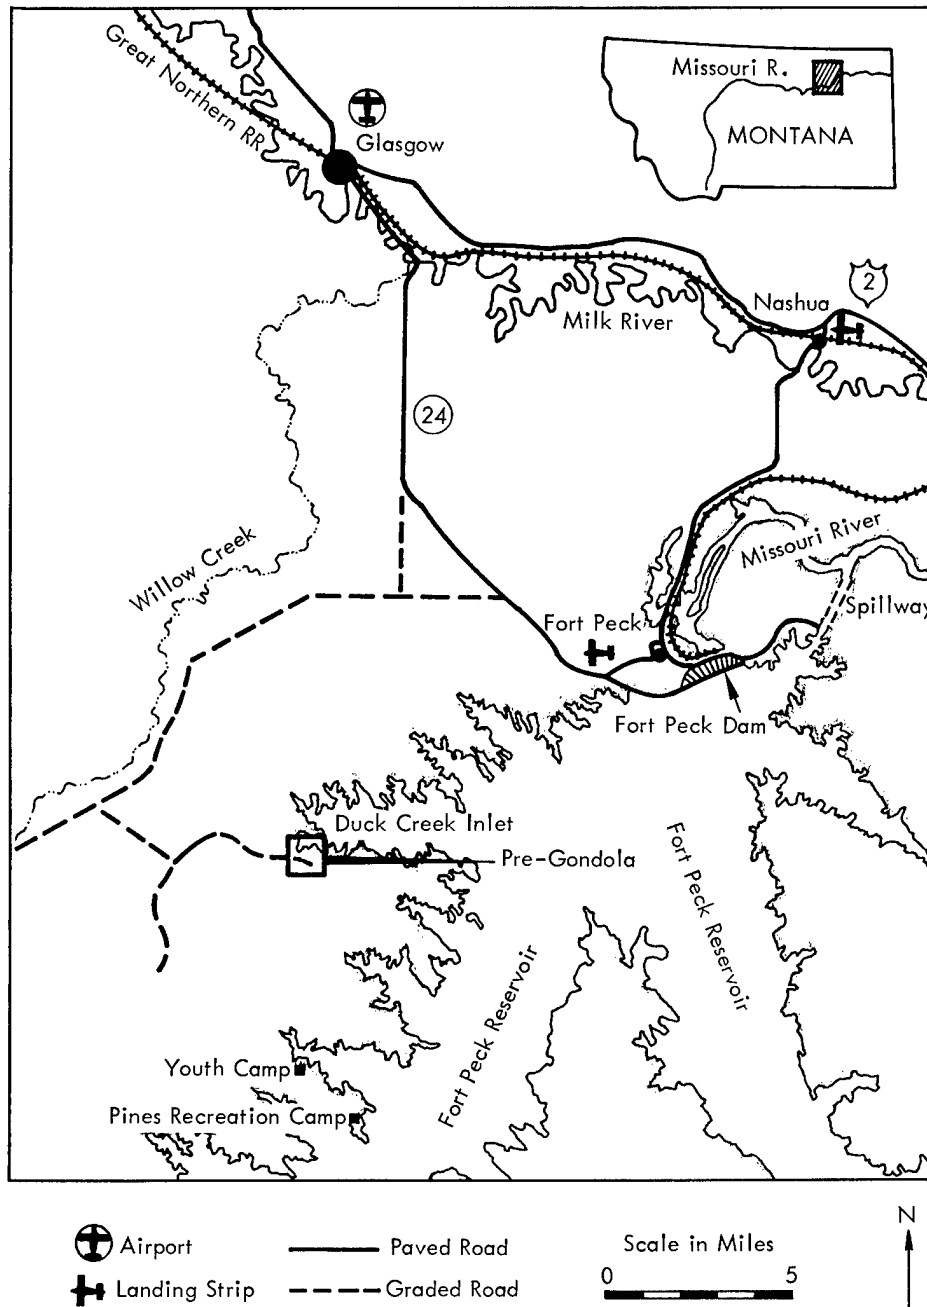 Great Northern RR
Glasgow
Missouri R.
MONTANA
2
Nashua
Milk River
24
Willow Creek
Missouri River
Spillway
Fort Peck
Fort Peck Dam
Duck Creek Inlet
Pre-Gondola
Fort Peck Reservoir
Fort Peck Reservoir
Youth Camp
Pines Recreation Camp
Airport
Paved Road
Scale in Miles
N
Landing Strip
Graded Road
0 5